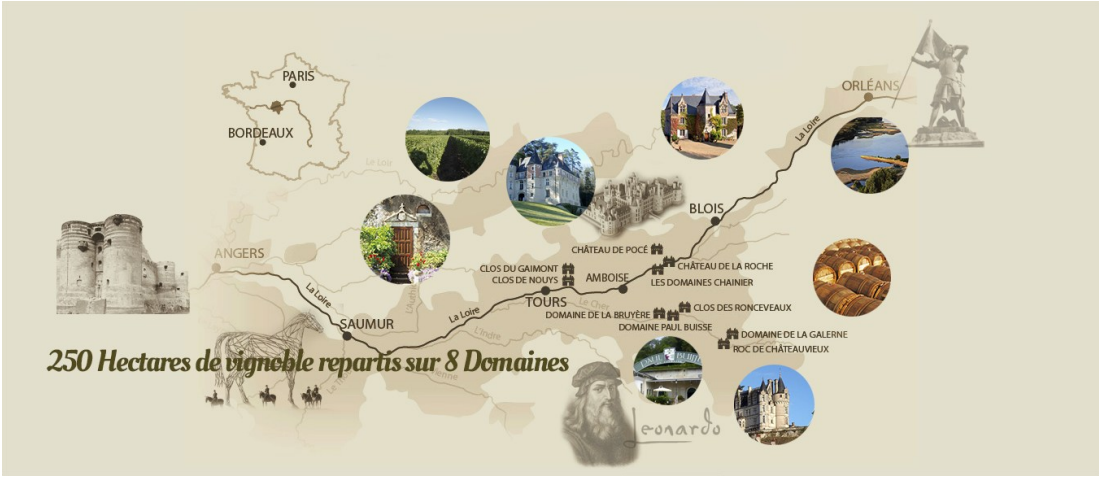 PARIS
BORDEAUX
ORLÉANS
La Loire
Le Loir
BLOIS
CHÂTEAU DE POCÉ
ANGERS
CLOS DU GAIMONT
CHÂTEAU DE LA ROCHE
CLOS DE NOUYS
AMBOISE
LES DOMAINES CHAINIER
La Loire
TOURS
Le Cher
CLOS DES RONCEVEAUX
La Loire
DOMAINE DE LA BRUYÈRE
SAUMUR
DOMAINE PAUL BUISSE
L'Indre
DOMAINE DE LA GALERNE
ROC DE CHÂTEAUVIEUX
250 Hectares de vignoble repartis sur 8 Domaines
Leonardo